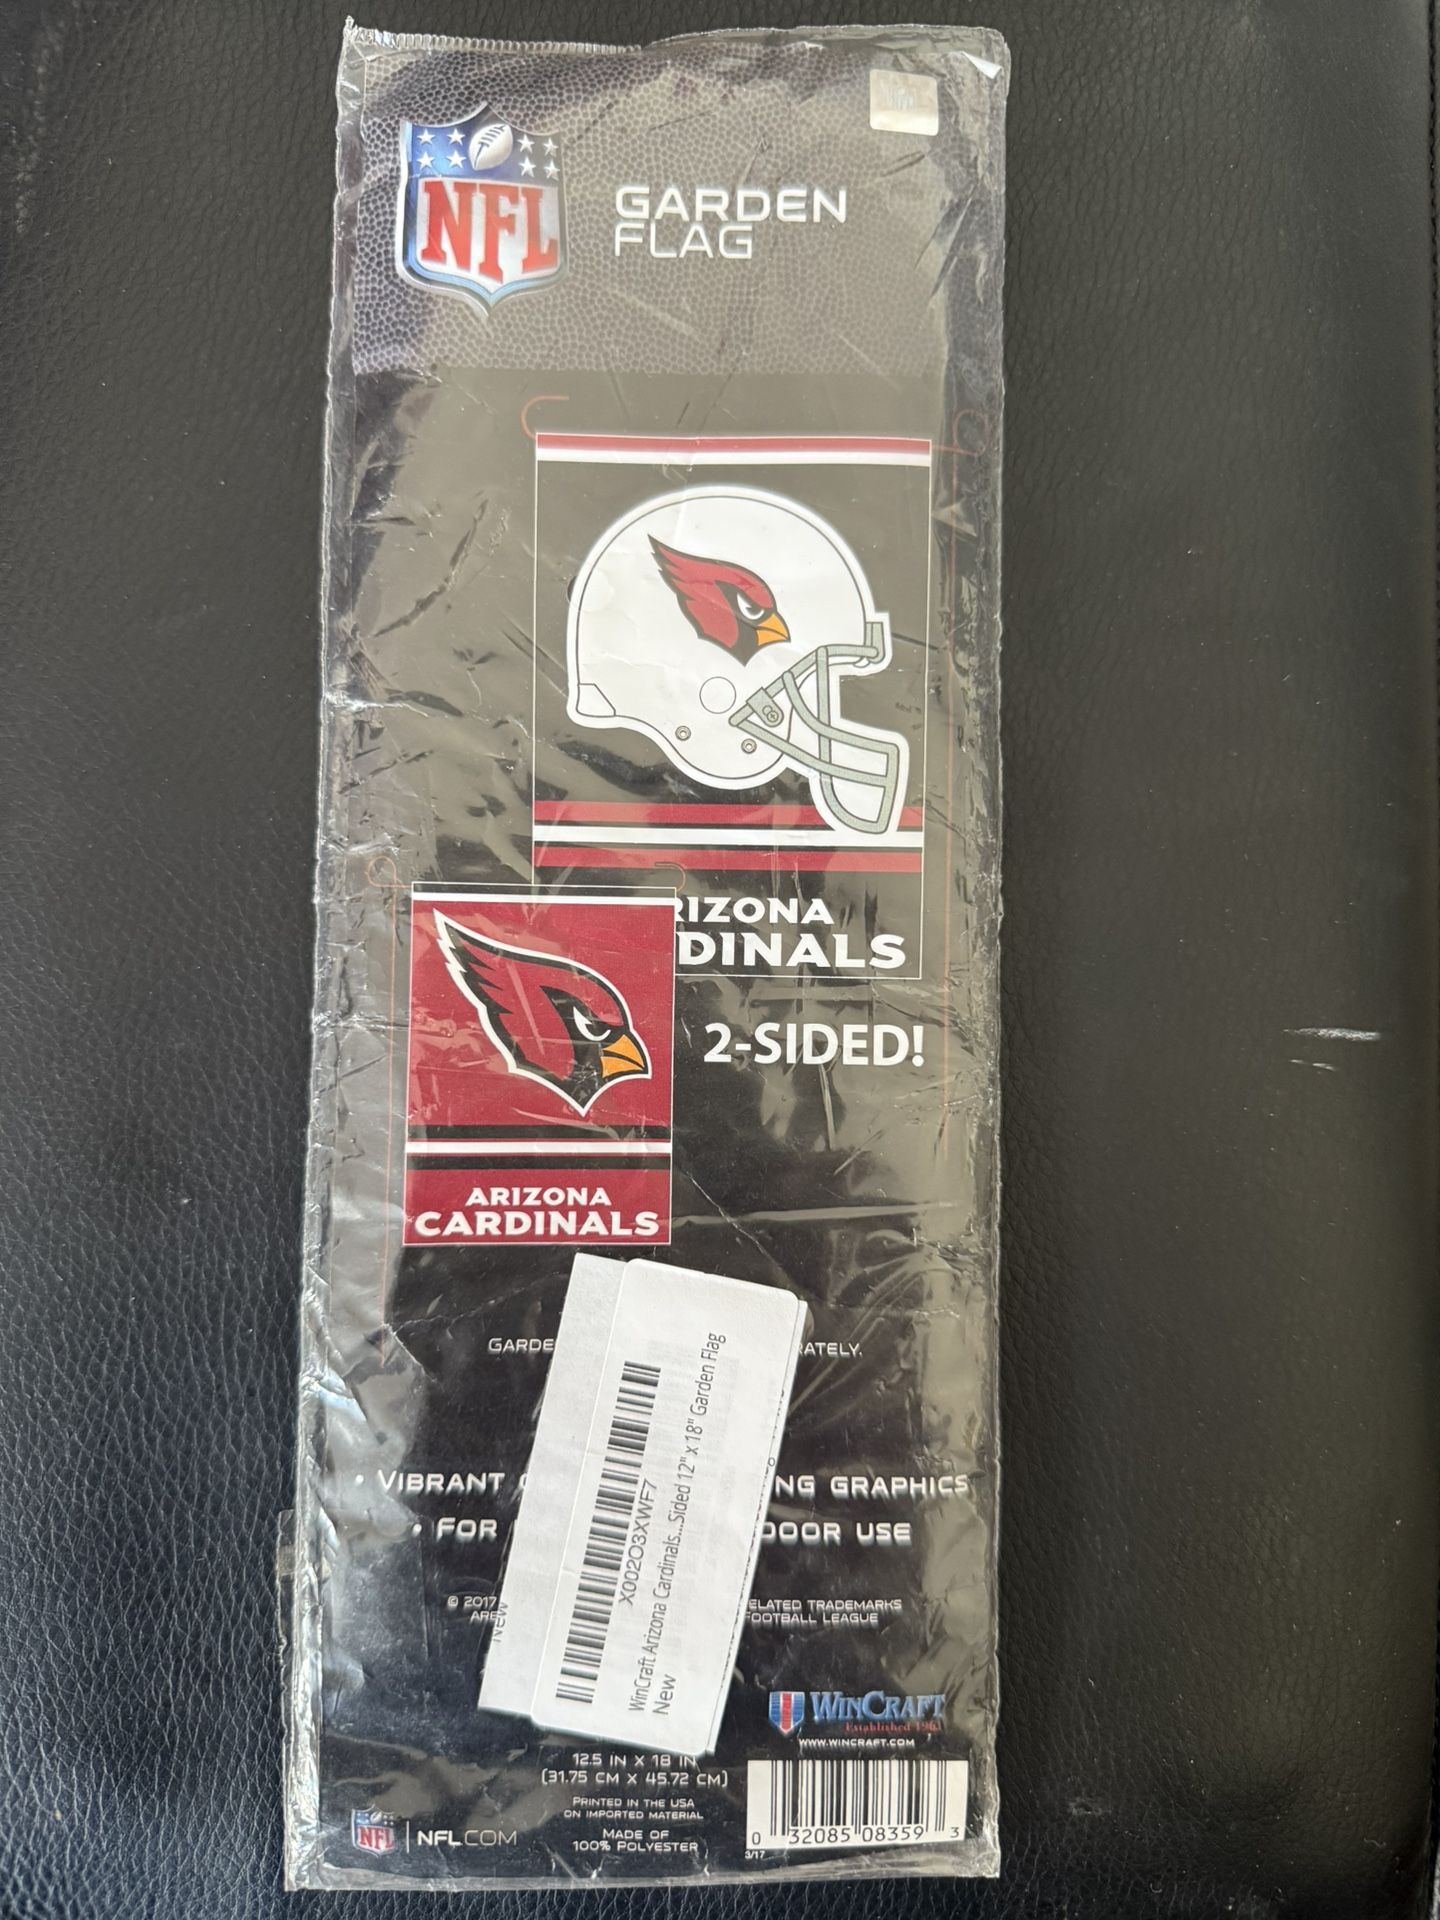 NFL
GARDEN
FLAG
RIZONA
DINALS
2-SIDED!
ARIZONA
CARDINALS
GARDE RATELY.
• VIBRANT NG GRAPHICS
• FOR DOOR USE
© 2017 ELATED TRADEMARKS
ARE FOOTBALL LEAGUE
X002O3XWF7
WinCraft Arizona Cardinals...Sided 12" x 18" Garden Flag
New
New
WINCRAFT
Established 1961
WWW.WINCRAFT.COM
12.5 IN X 18 IN
(31.75 CM X 45.72 CM)
PRINTED IN THE USA
ON IMPORTED MATERIAL
MADE OF
100% POLYESTER
NFL | NFL.COM
0 32085 08359 3
3/17